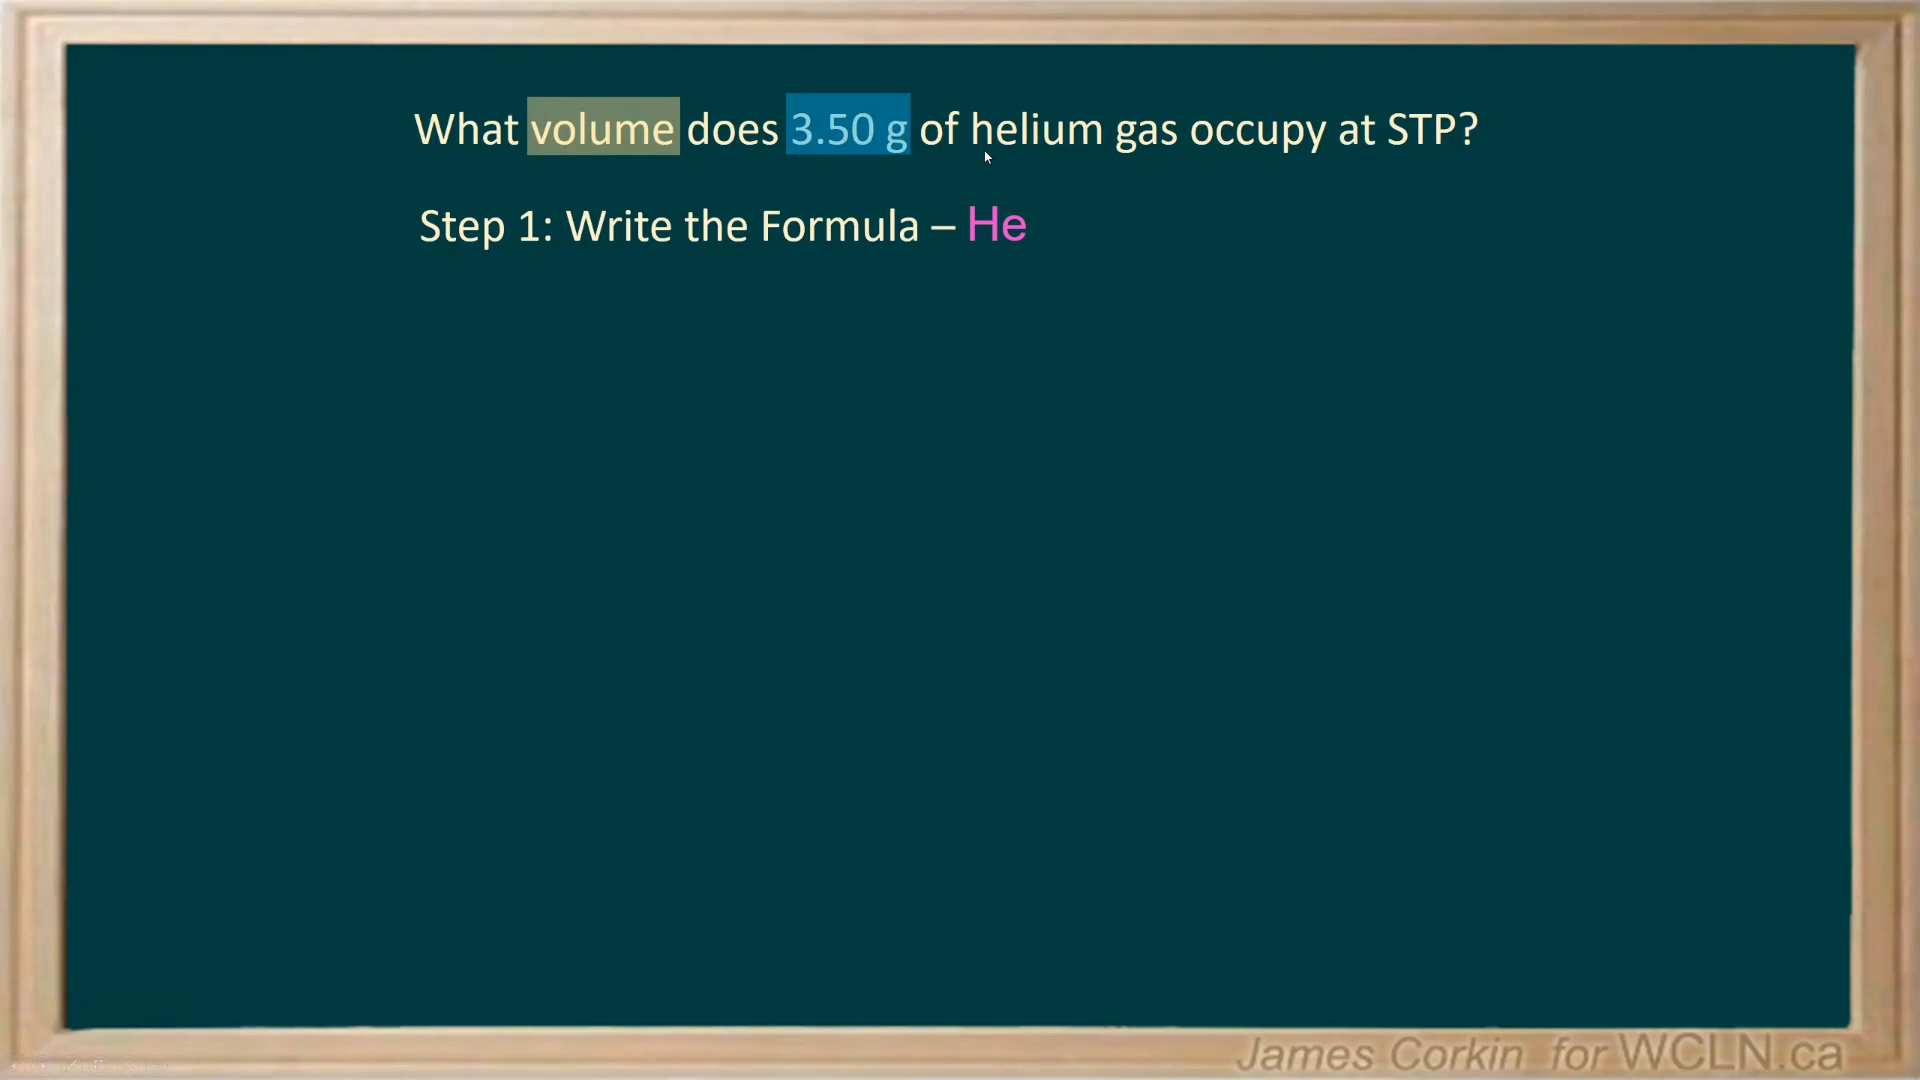 What volume does 3.50 g of helium gas occupy at STP?
Step 1: Write the Formula – He
James Corkin for WCLN.ca